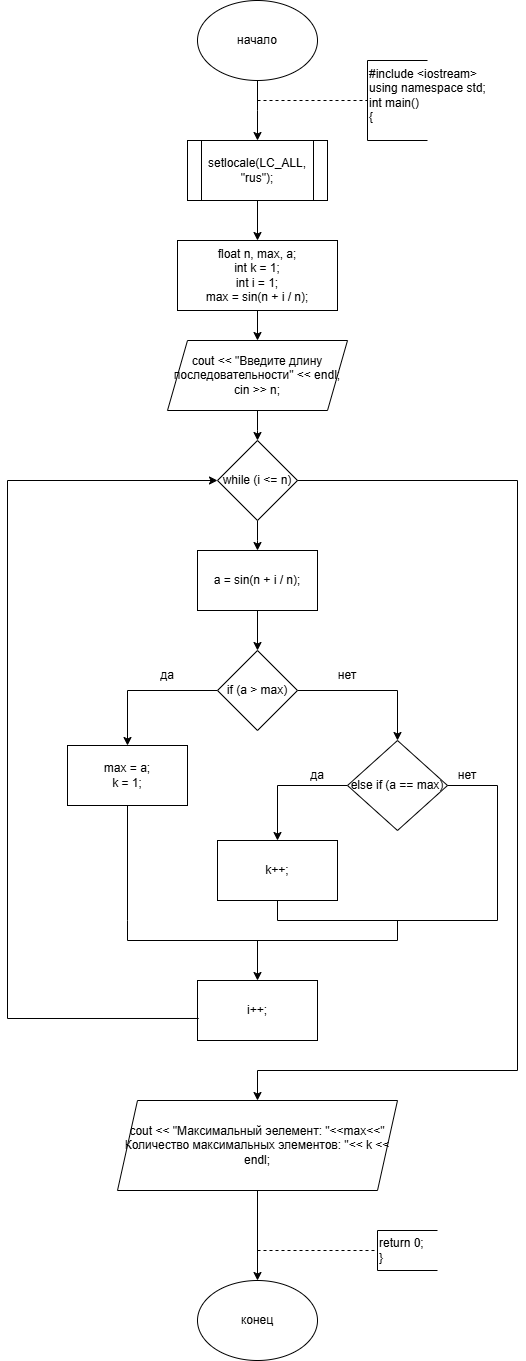 начало
#include <iostream>
using namespace std;
int main()
{
setlocale(LC_ALL,
"rus");
float n, max, a;
int k = 1;
int i = 1;
max = sin(n + i / n);
cout << "Введите длину
последовательности" << endl;
cin >> n;
while (i <= n)
a = sin(n + i / n);
if (a > max)
да
нет
max = a;
k = 1;
else if (a == max)
да
нет
k++;
i++;
cout << "Максимальный эелемент: "<<max<<"
Количество максимальных элементов: "<< k <<
endl;
return 0;
}
конец